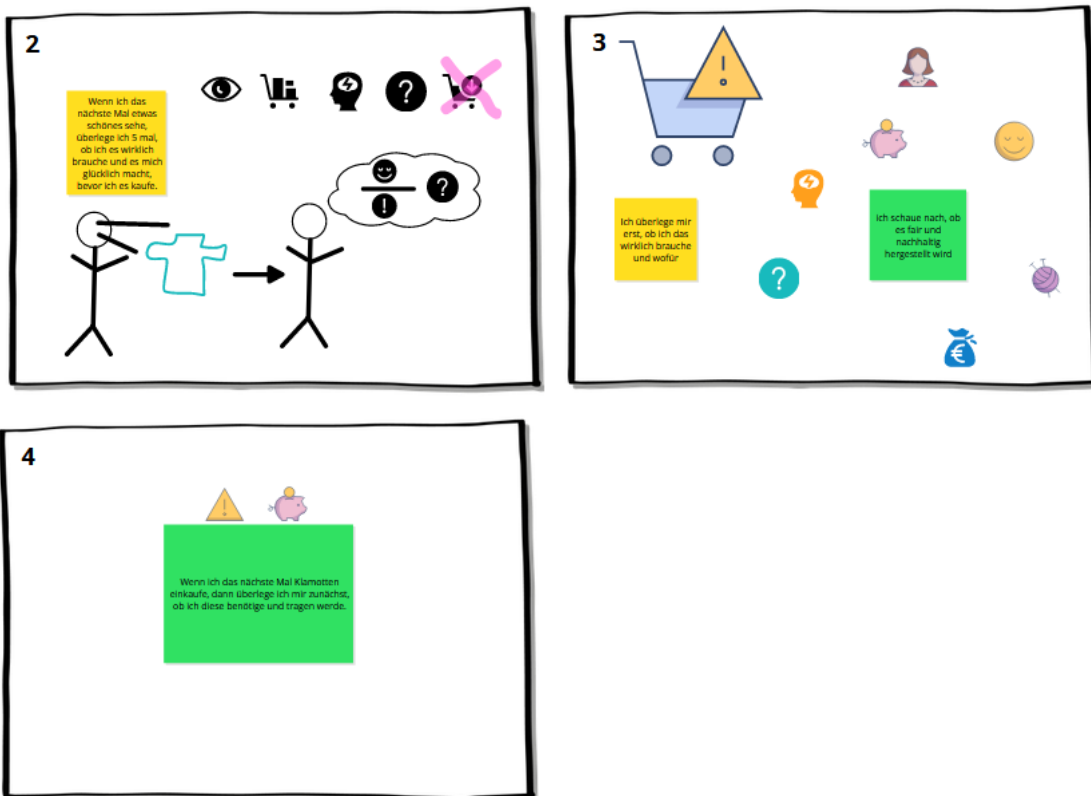 2
Wenn ich das
nächste Mal etwas
schönes sehe,
überlege ich 5 mal,
ob ich es wirklich
brauche und es mich
glücklich macht,
bevor ich es kaufe.
?
?
!
3
!
Ich überlege mir
erst, ob ich das
wirklich brauche
und wofür
ich schaue nach, ob
es fair und
nachhaltig
hergestellt wird
?
€
4
!
Wenn ich das nächste Mal Klamotten
einkaufe, dann überlege ich mir zunächst,
ob ich diese benötige und tragen werde.